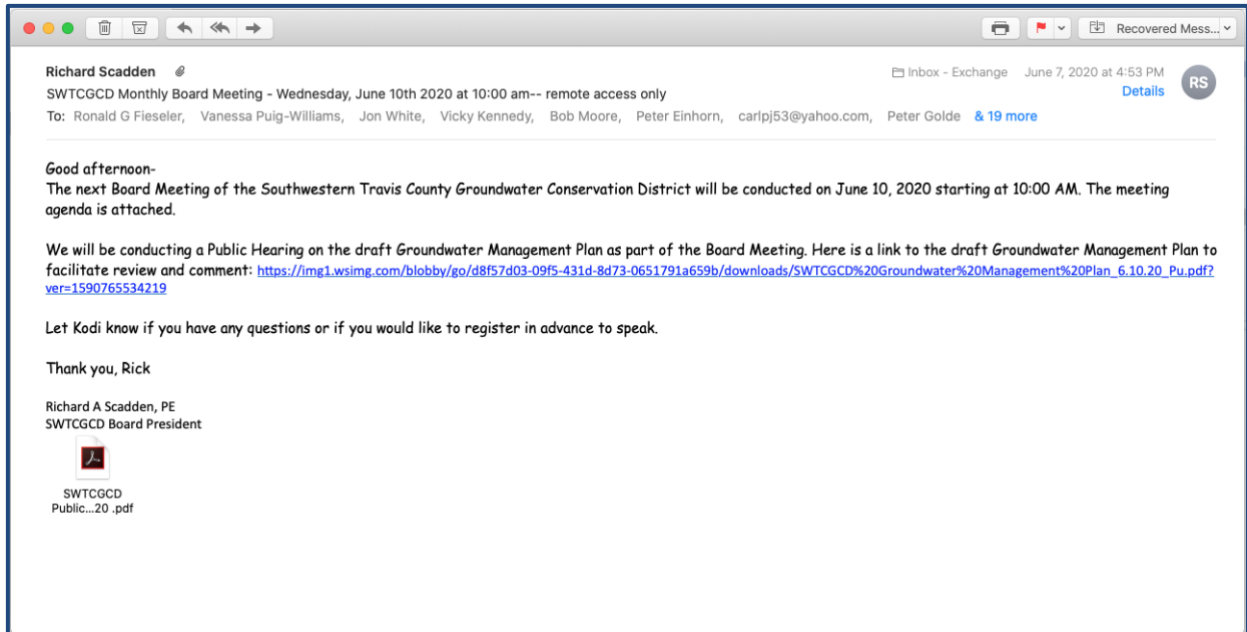 Recovered Mess...
Richard Scadden
Inbox - Exchange June 7, 2020 at 4:53 PM
RS
SWTCGCD Monthly Board Meeting - Wednesday, June 10th 2020 at 10:00 am-- remote access only
Details
To: Ronald G Fieseler, Vanessa Puig-Williams, Jon White, Vicky Kennedy, Bob Moore, Peter Einhorn, carlpj53@yahoo.com, Peter Golde & 19 more
Good afternoon-
The next Board Meeting of the Southwestern Travis County Groundwater Conservation District will be conducted on June 10, 2020 starting at 10:00 AM. The meeting
agenda is attached.
We will be conducting a Public Hearing on the draft Groundwater Management Plan as part of the Board Meeting. Here is a link to the draft Groundwater Management Plan to
facilitate review and comment: https://img1.wsimg.com/blobby/go/d8f57d03-09f5-431d-8d73-0651791a659b/downloads/SWTCGCD%20Groundwater%20Management%20Plan_6.10.20_Pu.pdf?
ver=1590765534219
Let Kodi know if you have any questions or if you would like to register in advance to speak.
Thank you, Rick
Richard A Scadden, PE
SWTCGCD Board President
SWTCGCD
Public...20 .pdf